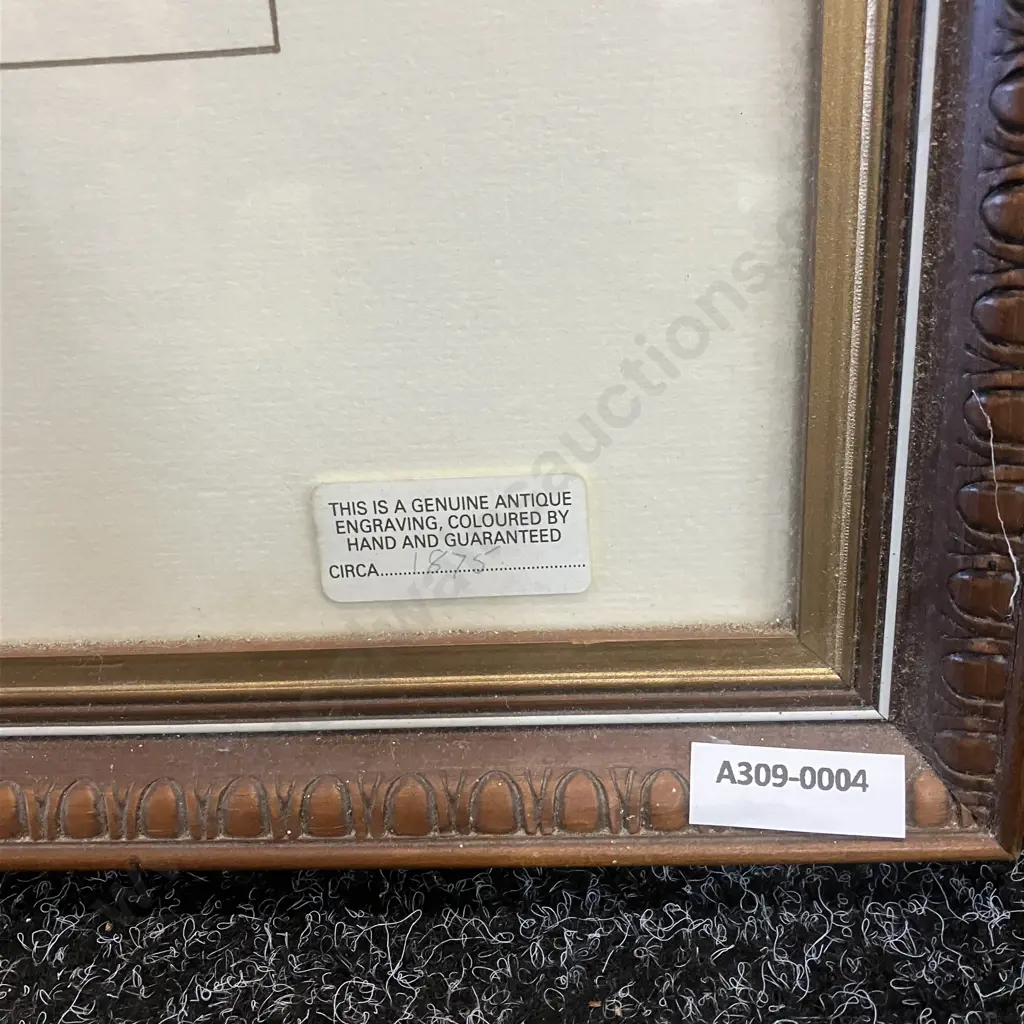 THIS IS A GENUINE ANTIQUE
ENGRAVING, COLOURED BY
HAND AND GUARANTEED
CIRCA....1875....
A309-0004